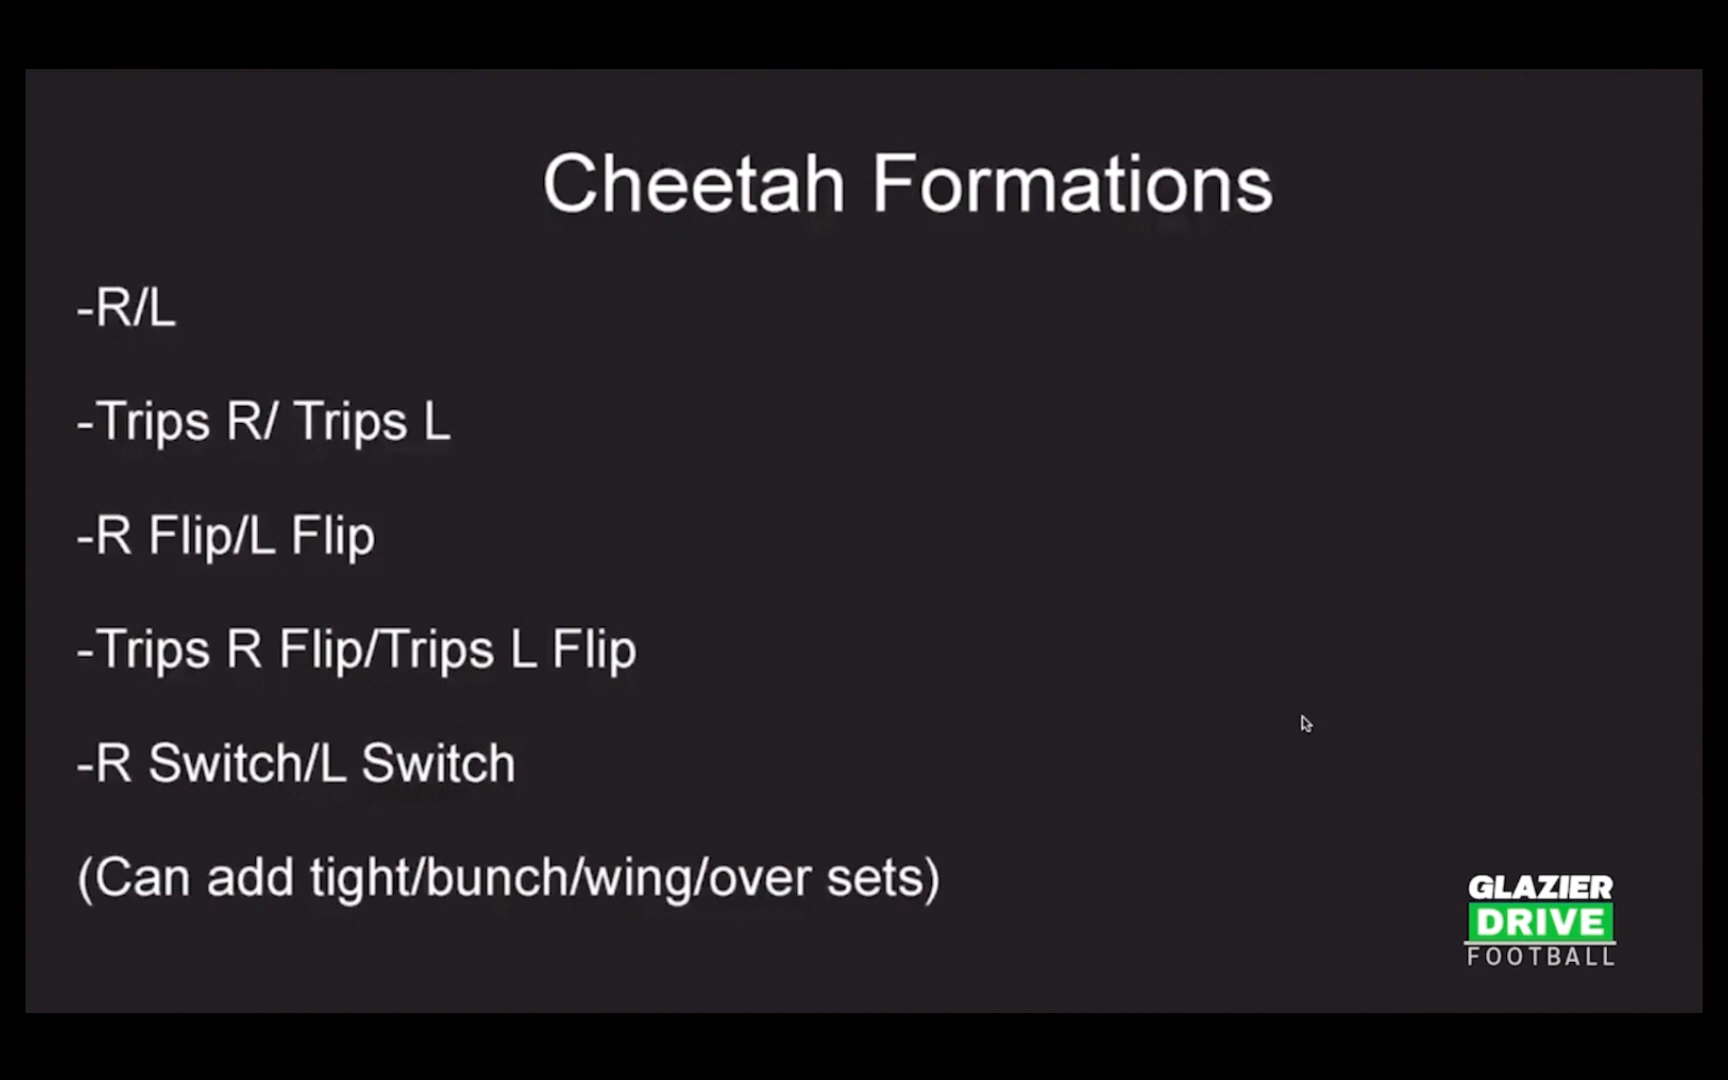 Cheetah Formations
-R/L
-Trips R/ Trips L
-R Flip/L Flip
-Trips R Flip/Trips L Flip
-R Switch/L Switch
(Can add tight/bunch/wing/over sets)
GLAZIER
DRIVE
FOOTBALL